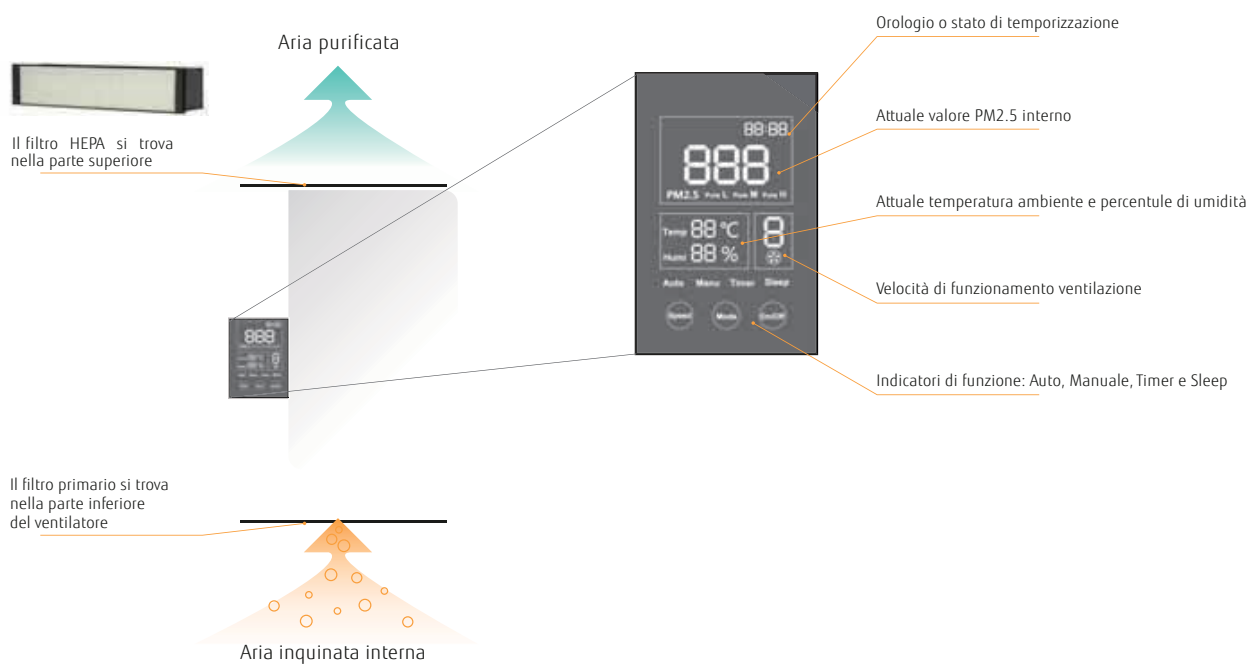 Orologio o stato di temporizzazione
Aria purificata
Attuale valore PM2.5 interno
Il filtro HEPA si trova
nella parte superiore
88:88
888
PM2.5
Attuale temperatura ambiente e percentule di umidità
Temp 88 °C
Humi 88 %
8
Auto Manu Timer Sleep
Velocità di funzionamento ventilazione
Speed Mode On/Off
888
Indicatori di funzione: Auto, Manuale, Timer e Sleep
Il filtro primario si trova
nella parte inferiore
del ventilatore
Aria inquinata interna